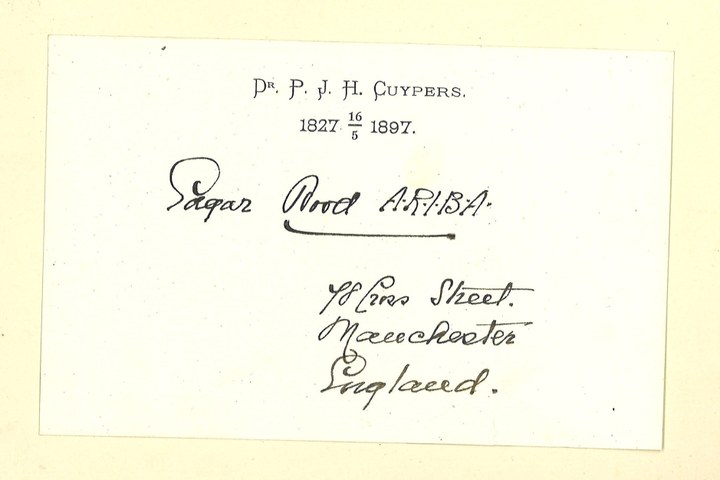 Dr. P. J. H. Cuypers.
1827 16/5 1897.
Edgar Wood A.R.I.B.A.
78 Cross Street.
Manchester
England.